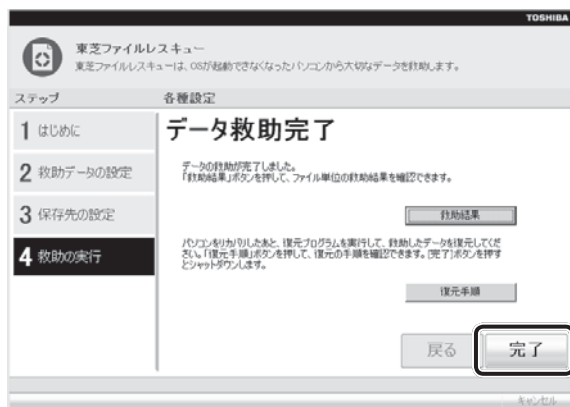 TOSHIBA
東芝ファイルレスキュー
東芝ファイルレスキューは、OSが起動できなくなったパソコンから大切なデータを救助します。
ステップ
各種設定
1 はじめに
2 救助データの設定
3 保存先の設定
4 救助の実行
データ救助完了
データの救助が完了しました。
「救助結果」ボタンを押して、ファイル単位の救助結果を確認できます。
救助結果
パソコンをリカバリしたあと、復元プログラムを実行して、救助したデータを復元してくだ
さい。「復元手順」ボタンを押して、復元の手順を確認できます。[完了]ボタンを押す
とシャットダウンします。
復元手順
戻る
完了
キャンセル